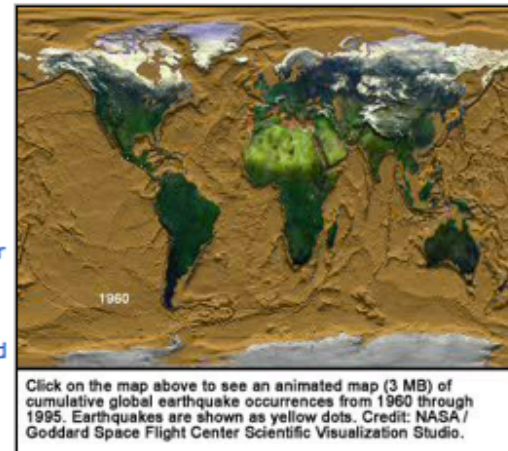 r
d
1960
Click on the map above to see an animated map (3 MB) of
cumulative global earthquake occurrences from 1960 through
1995. Earthquakes are shown as yellow dots. Credit: NASA /
Goddard Space Flight Center Scientific Visualization Studio.